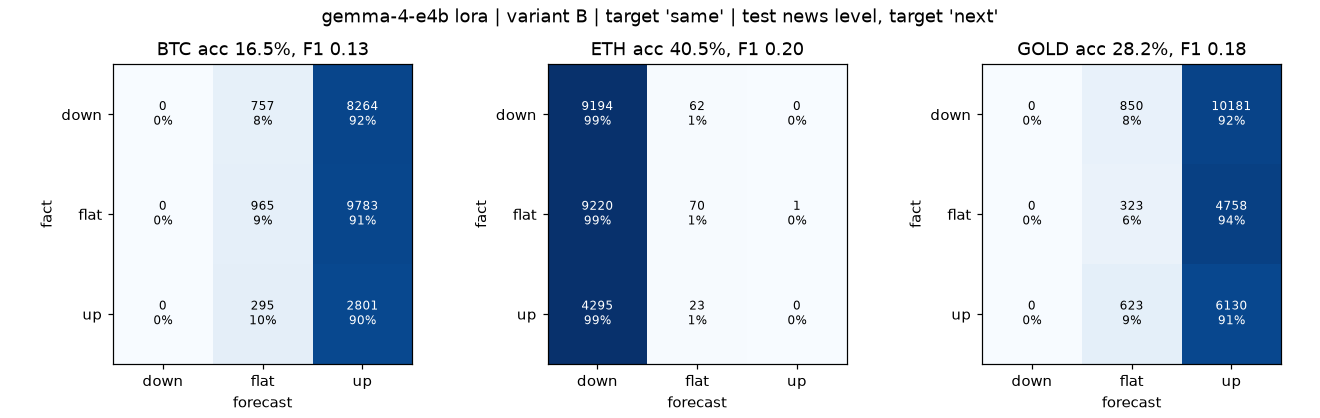 gemma-4-e4b lora | variant B | target 'same' | test news level, target 'next'
BTC acc 16.5%, F1 0.13
down
flat
up
fact
0
0%
757
8%
8264
92%
0
0%
965
9%
9783
91%
0
0%
295
10%
2801
90%
down flat up
forecast
ETH acc 40.5%, F1 0.20
down
flat
up
fact
9194
99%
62
1%
0
0%
9220
99%
70
1%
1
0%
4295
99%
23
1%
0
0%
down flat up
forecast
GOLD acc 28.2%, F1 0.18
down
flat
up
fact
0
0%
850
8%
10181
92%
0
0%
323
6%
4758
94%
0
0%
623
9%
6130
91%
down flat up
forecast